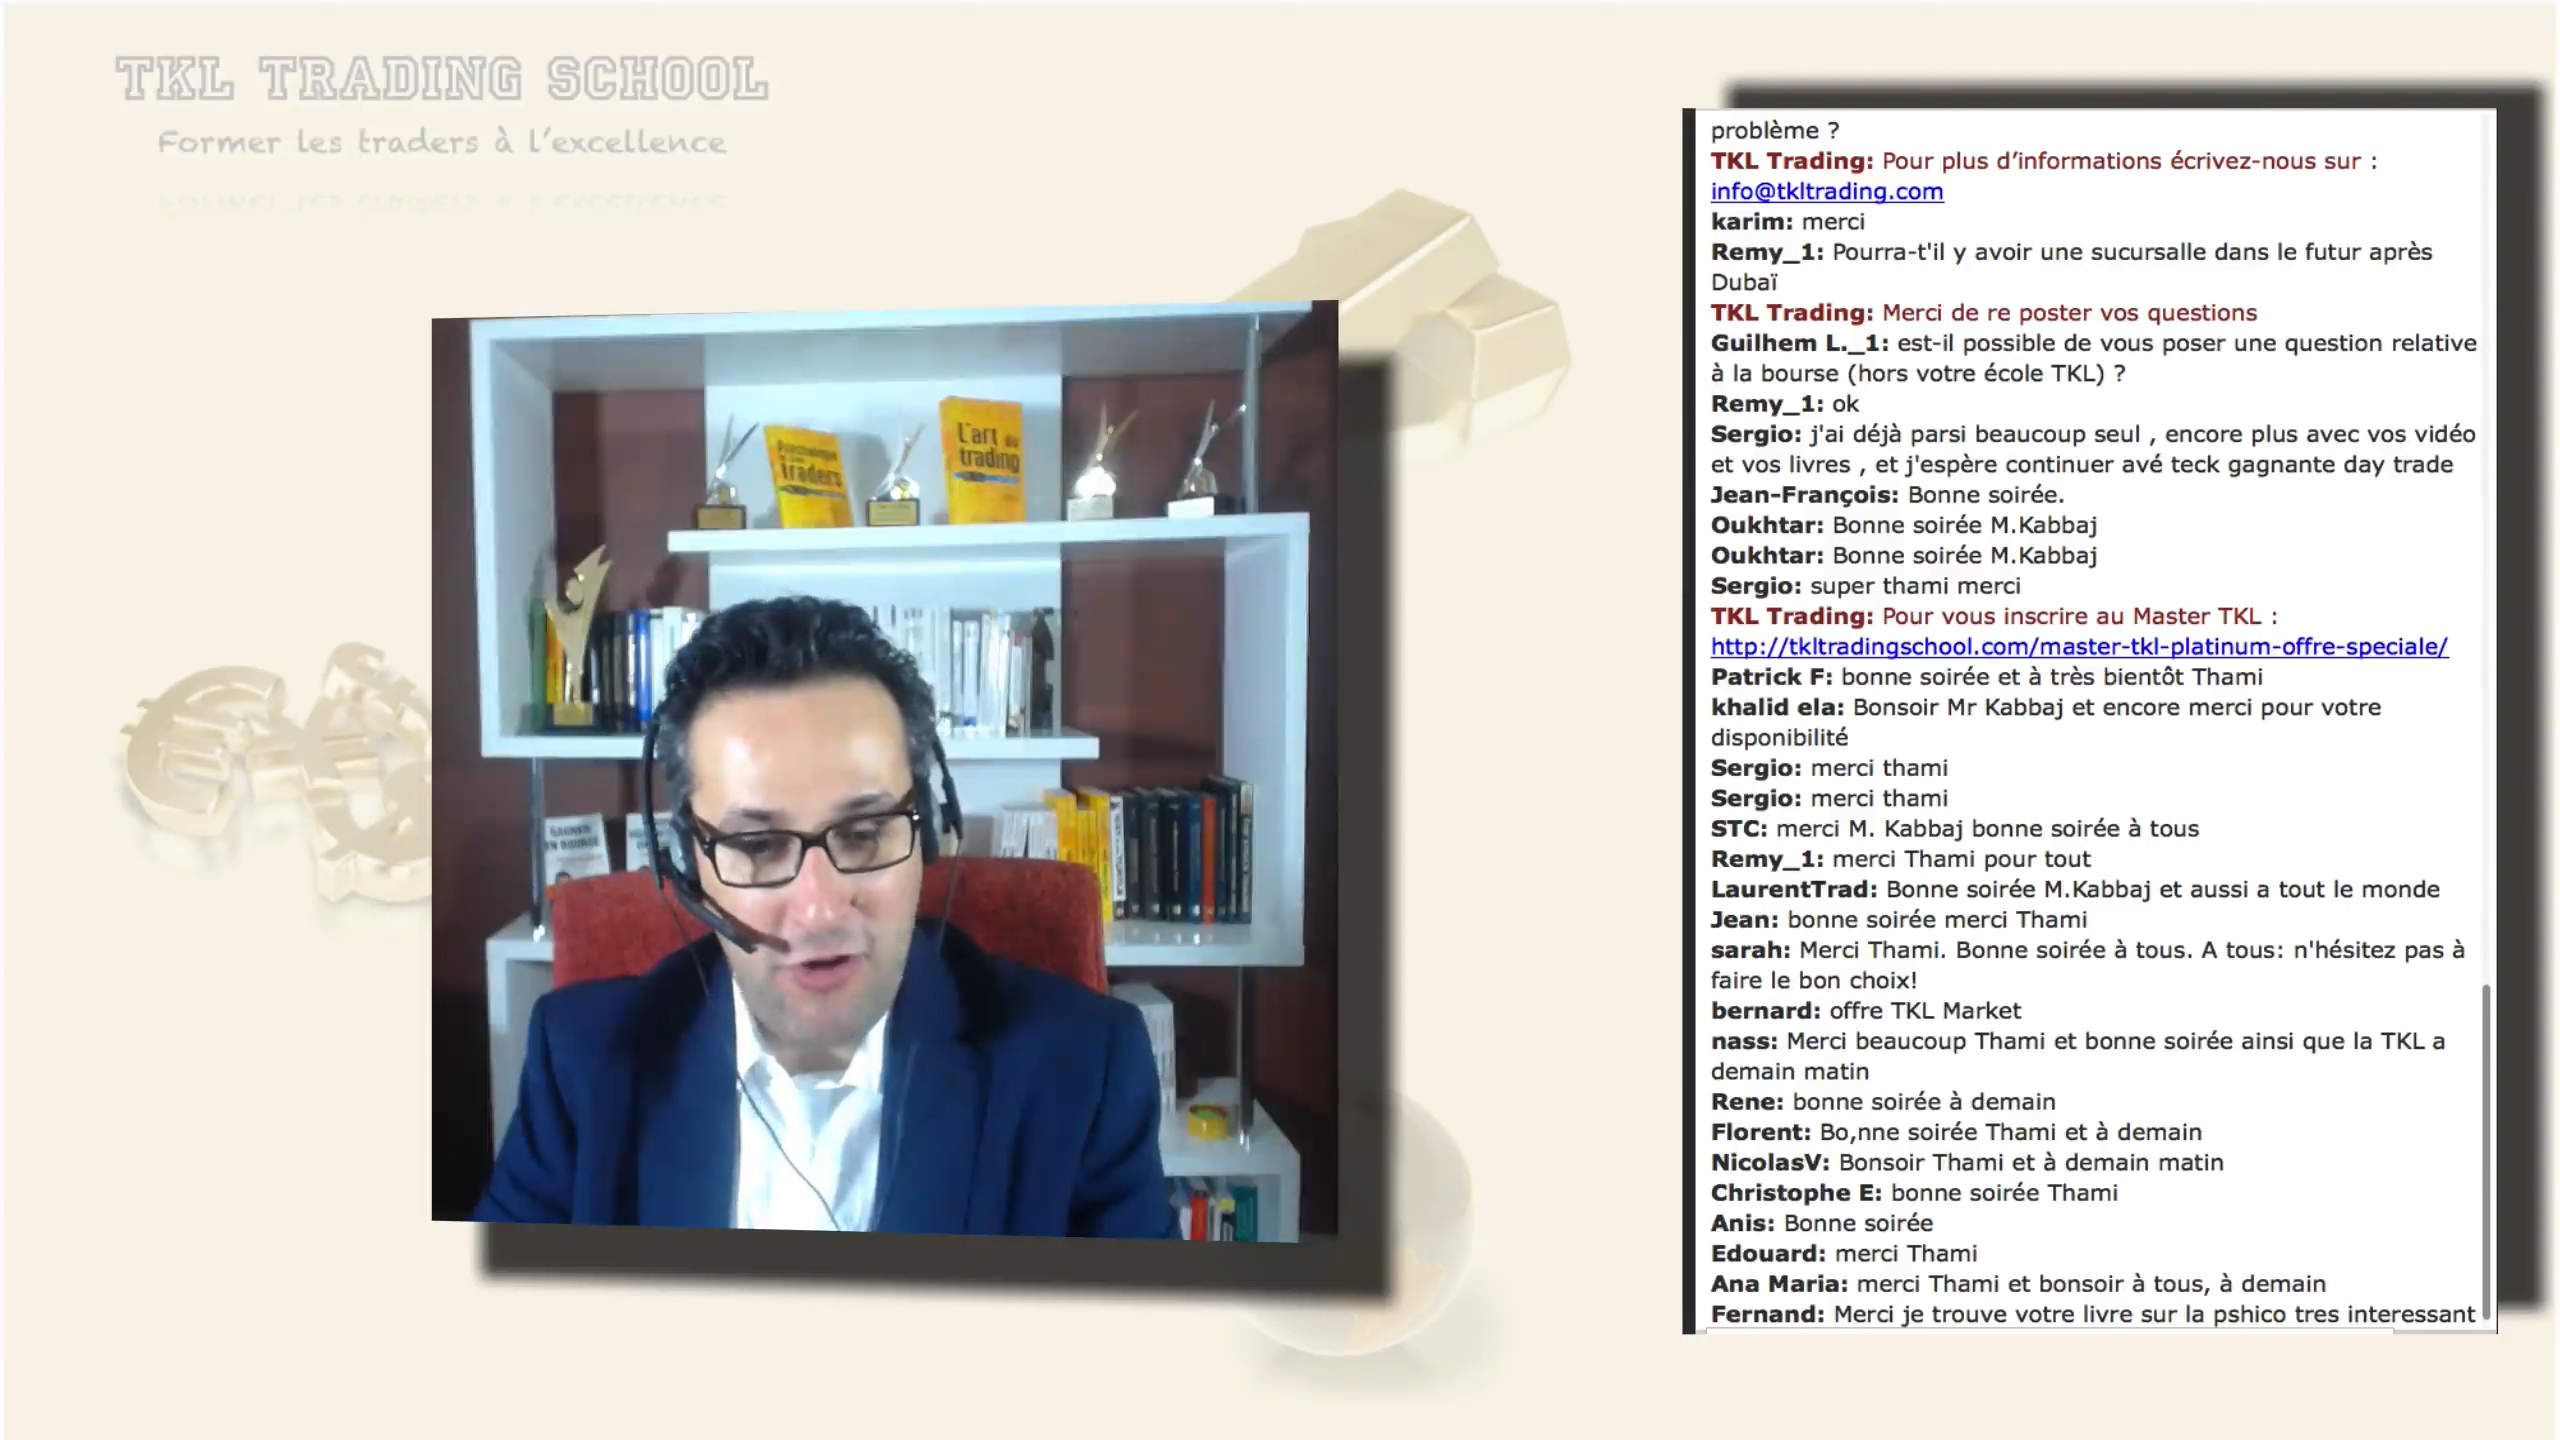 TKL TRADING SCHOOL
Former les traders à l'excellence
Psychologie
traders
L'art du
trading
GAGNER
EN BOURSE
problème ?
TKL Trading: Pour plus d'informations écrivez-nous sur :
info@tkltrading.com
karim: merci
Remy_1: Pourra-t'il y avoir une sucursalle dans le futur après
Dubaï
TKL Trading: Merci de re poster vos questions
Guilhem L._1: est-il possible de vous poser une question relative
à la bourse (hors votre école TKL) ?
Remy_1: ok
Sergio: j'ai déjà parsi beaucoup seul , encore plus avec vos vidéo
et vos livres , et j'espère continuer avé teck gagnante day trade
Jean-François: Bonne soirée.
Oukhtar: Bonne soirée M.Kabbaj
Oukhtar: Bonne soirée M.Kabbaj
Sergio: super thami merci
TKL Trading: Pour vous inscrire au Master TKL :
http://tkltradingschool.com/master-tkl-platinum-offre-speciale/
Patrick F: bonne soirée et à très bientôt Thami
khalid ela: Bonsoir Mr Kabbaj et encore merci pour votre
disponibilité
Sergio: merci thami
Sergio: merci thami
STC: merci M. Kabbaj bonne soirée à tous
Remy_1: merci Thami pour tout
LaurentTrad: Bonne soirée M.Kabbaj et aussi a tout le monde
Jean: bonne soirée merci Thami
sarah: Merci Thami. Bonne soirée à tous. A tous: n'hésitez pas à
faire le bon choix!
bernard: offre TKL Market
nass: Merci beaucoup Thami et bonne soirée ainsi que la TKL a
demain matin
Rene: bonne soirée à demain
Florent: Bo,nne soirée Thami et à demain
NicolasV: Bonsoir Thami et à demain matin
Christophe E: bonne soirée Thami
Anis: Bonne soirée
Edouard: merci Thami
Ana Maria: merci Thami et bonsoir à tous, à demain
Fernand: Merci je trouve votre livre sur la pshico tres interessant